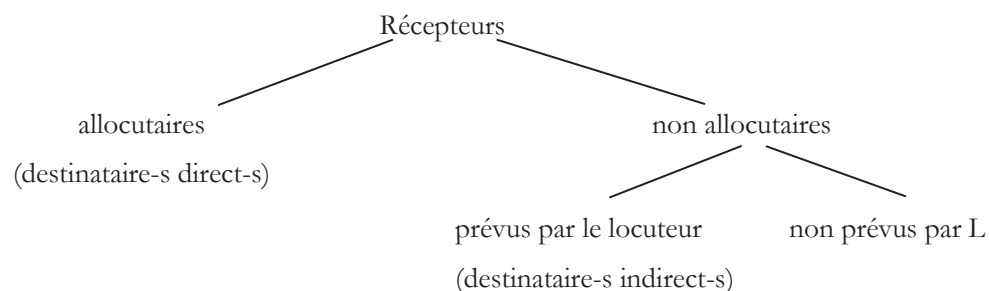 Récepteurs
allocutaires
non allocutaires
(destinataire-s direct-s)
prévus par le locuteur
non prévus par L
(destinataire-s indirect-s)